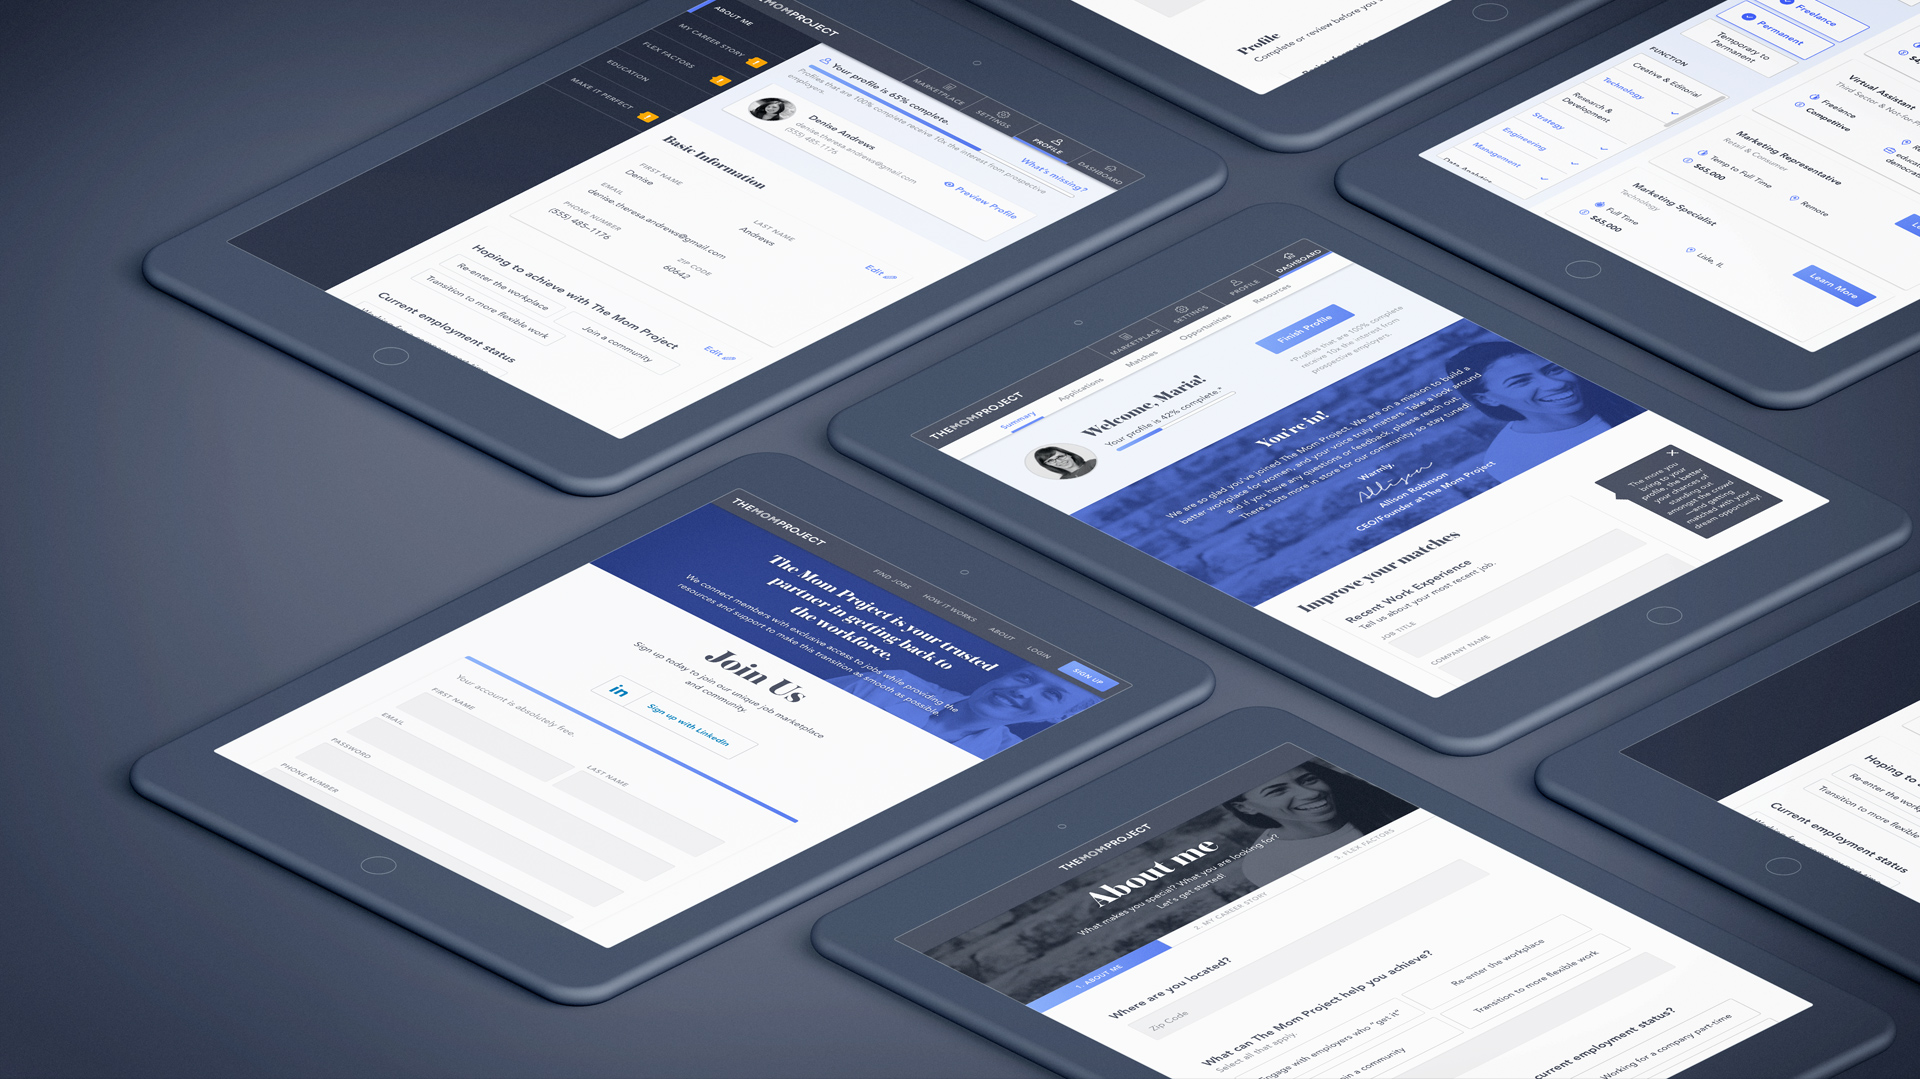 THEMOMPROJECT
MARKETPLACE
SETTINGS
PROFILE
DASHBOARD
ABOUT ME
MY CAREER STORY
FLEX FACTORS
EDUCATION
MAKE IT PERFECT
Your profile is 65% complete.
Profiles that are 100% complete receive 10x the interest from prospective
employers.
What's missing?
Denise Andrews
denise.theresa.andrews@gmail.com
(555) 485-1176
Preview Profile
Basic Information
FIRST NAME
Denise
LAST NAME
Andrews
EMAIL
denise.theresa.andrews@gmail.com
PHONE NUMBER
(555) 485-1176
ZIP CODE
60642
Edit
Hoping to achieve with The Mom Project
Re-enter the workplace
Transition to more flexible work
Join a community
Edit
Current employment status
Profile
Complete or review before you
Freelance
Permanent
Temporary to
Permanent
FUNCTION
Creative & Editorial
Technology
Research &
Development
Strategy
Engineering
Management
Virtual Assistant
Third Sector & Not-for-P
Freelance
Competitive
Marketing Representative
Retail & Consumer
Temp to Full Time
$65,000
Remote
Marketing Specialist
Technology
Full Time
$65,000
Lisle, IL
Learn More
THEMOMPROJECT
MARKETPLACE
SETTINGS
PROFILE
DASHBOARD
Summary
Applications
Matches
Opportunities
Resources
Welcome, Maria!
Your profile is 42% complete.*
Finish Profile
*Profiles that are 100% complete
receive 10x the interest from
prospective employers.
You're in!
We are so glad you've joined The Mom Project. We are on a mission to build a
better workplace for women, and your voice truly matters. Take a look around
and if you have any questions or feedback, please reach out.
There's lots more in store for our community, so stay tuned!
Warmly,
Allison
Allison Robinson
CEO/Founder at The Mom Project
The more you
bring to your
profile, the better
your chances of
standing out
amongst the crowd
—and getting
matched with your
dream opportunity!
Improve your matches
Recent Work Experience
Tell us about your most recent job.
JOB TITLE
COMPANY NAME
THEMOMPROJECT
FIND JOBS
HOW IT WORKS
ABOUT
LOGIN
SIGN UP
The Mom Project is your trusted
partner in getting back to
the workforce.
We connect members with exclusive access to jobs while providing the
resources and support to make this transition as smooth as possible.
Join Us
Sign up today to join our unique job marketplace
and community.
in
Sign up with LinkedIn
Your account is absolutely free.
FIRST NAME
LAST NAME
EMAIL
PASSWORD
PHONE NUMBER
THEMOMPROJECT
About me
What makes you special? What you are looking for?
Let's get started!
1. ABOUT ME
2. MY CAREER STORY
3. FLEX FACTORS
Where are you located?
Zip Code
What can The Mom Project help you achieve?
Select all that apply.
Engage with employers who "get it"
Re-enter the workplace
Transition to more flexible work
in a community
current employment status?
Working for a company part-time
Hoping to
Re-enter the work
Transition to more flex
Current employment status